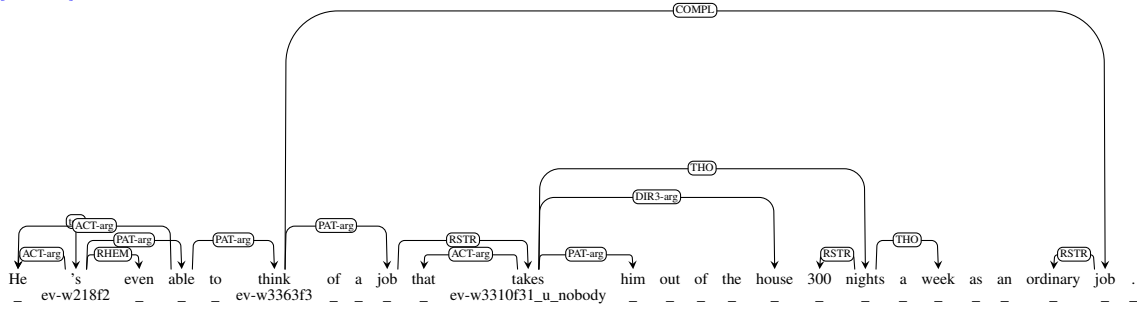 COMPL
THO
DIR3-arg
ACT-arg PAT-arg
PAT-arg PAT-arg RSTR THO
ACT-arg RHEM ACT-arg PAT-arg RSTR RSTR
He 's even able to think of a job that takes him out of the house 300 nights a week as an ordinary job .
_ ev-w218f2 _ _ _ ev-w3363f3 _ _ _ _ ev-w3310f31_u_nobody _ _ _ _ _ _ _ _ _ _ _ _ _ _